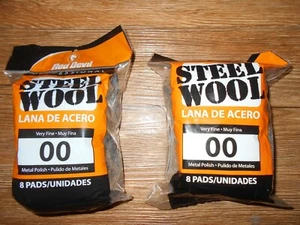 Red Devil
PROFESSIONAL
STEEL
WOOL
LANA DE ACERO
Very Fine • Muy Fina
00
Metal Polish • Pulido de Metales
8 PADS/UNIDADES
STEEL
WOOL
LANA DE ACERO
Very Fine • Muy Fina
00
Metal Polish • Pulido de Metales
8 PADS/UNIDADES